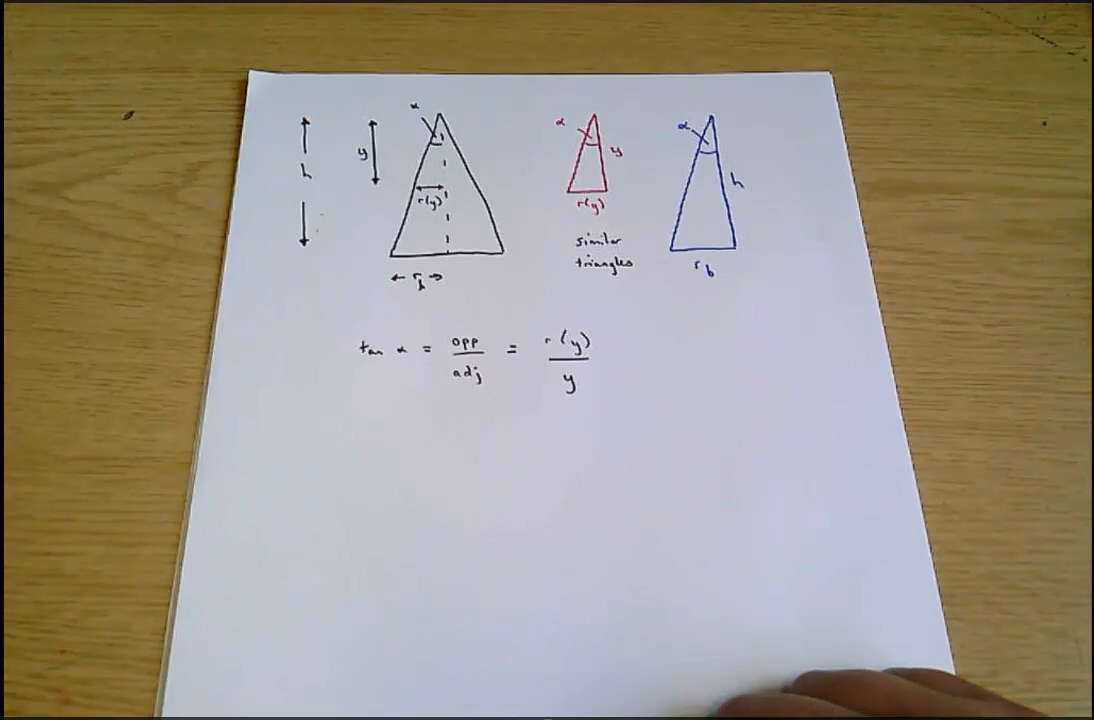 α
α
α
y
h
y
h
r(y)
r(y)
r_b
r_b
similar
triangles
tan α = opp/adj = r(y)/y